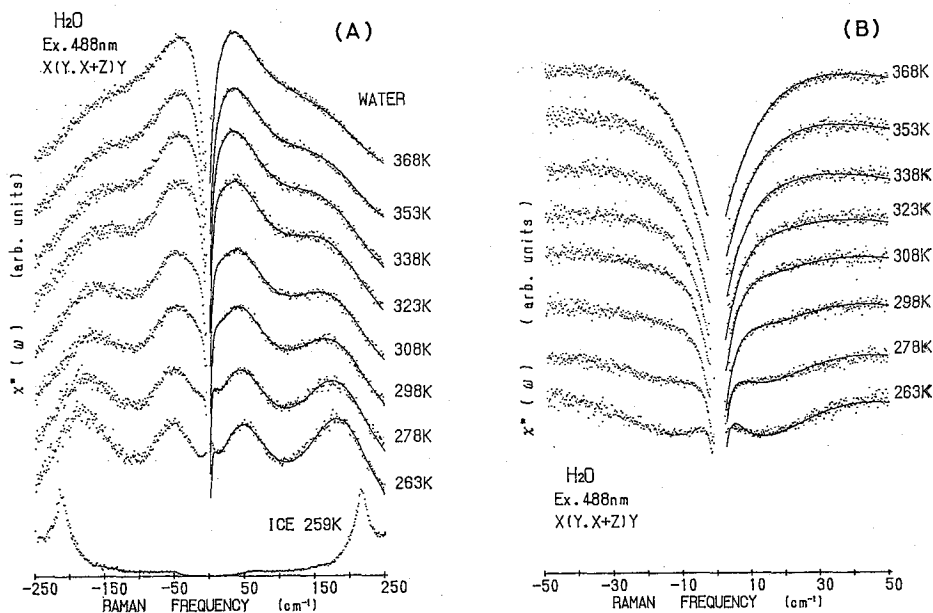 H2O
Ex.488nm
X(Y.X+Z)Y
(A)
WATER
368K
353K
338K
323K
308K
298K
278K
263K
ICE 259K
χ" (ω) (arb. units)
-250 -150 -50 50 150 250
RAMAN FREQUENCY (cm⁻¹)
(B)
368K
353K
338K
323K
308K
298K
278K
263K
H2O
Ex.488nm
X(Y.X+Z)Y
χ" (ω) (arb. units)
-50 -30 -10 10 30 50
RAMAN FREQUENCY (cm⁻¹)